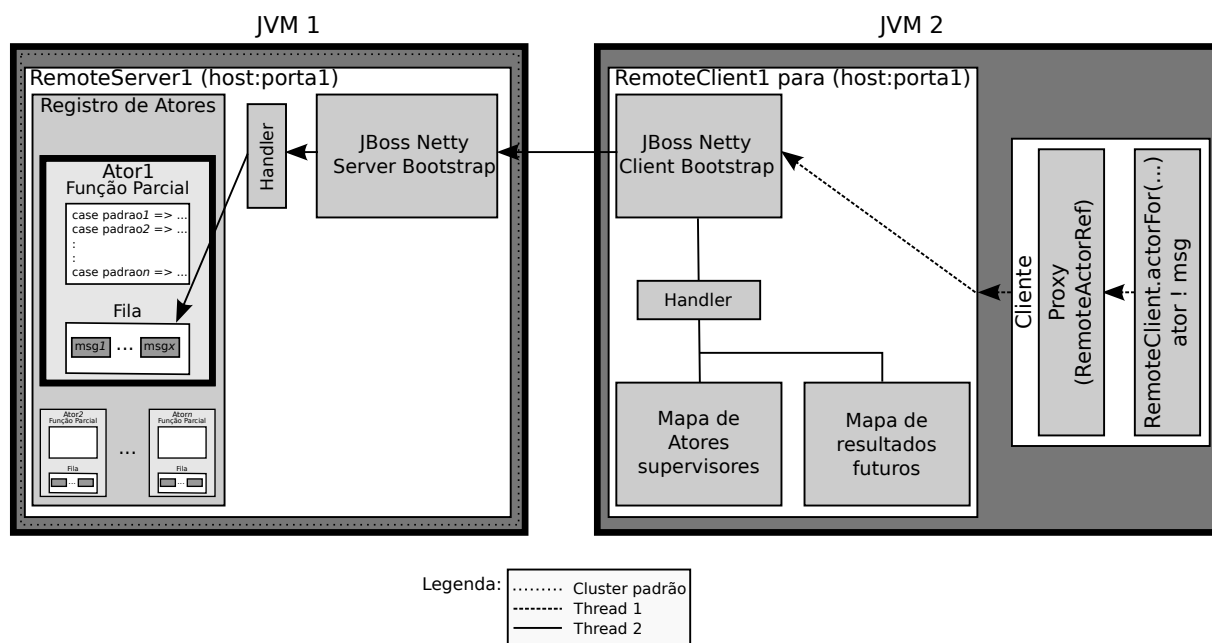 JVM 1
RemoteServer1 (host:porta1)
Registro de Atores
Ator1
Função Parcial
case padrao1 => ...
case padrao2 => ...
:
:
case padraon => ...
Fila
msg1 ... msgx
Ator2
Função Parcial
Fila
...
...
Atorn
Função Parcial
Fila
...
Handler
JBoss Netty
Server Bootstrap
JVM 2
RemoteClient1 para (host:porta1)
JBoss Netty
Client Bootstrap
Handler
Mapa de
Atores
supervisores
Mapa de
resultados
futuros
Cliente
Proxy
(RemoteActorRef)
RemoteClient.actorFor(...)
ator ! msg
Legenda:
Cluster padrão
Thread 1
Thread 2